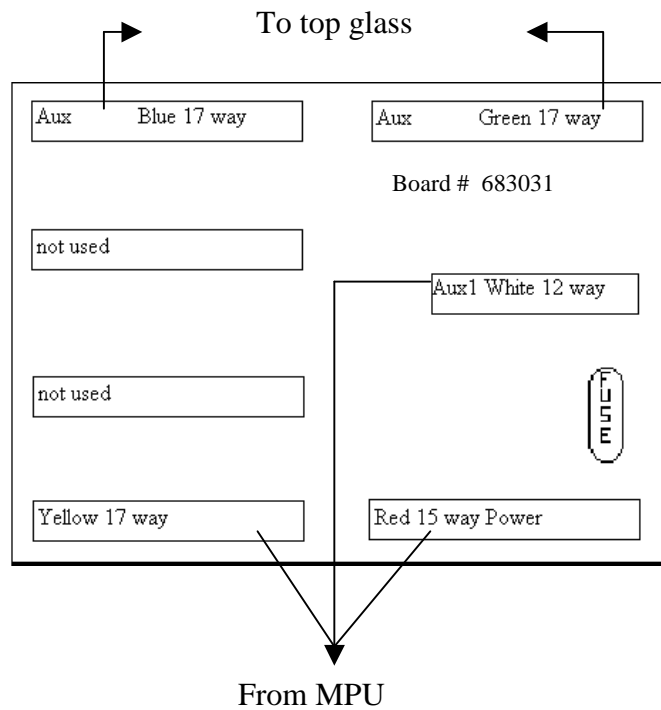 To top glass
Aux Blue 17 way
Aux Green 17 way
Board # 683031
not used
Aux1 White 12 way
not used
FUSE
Yellow 17 way
Red 15 way Power
From MPU